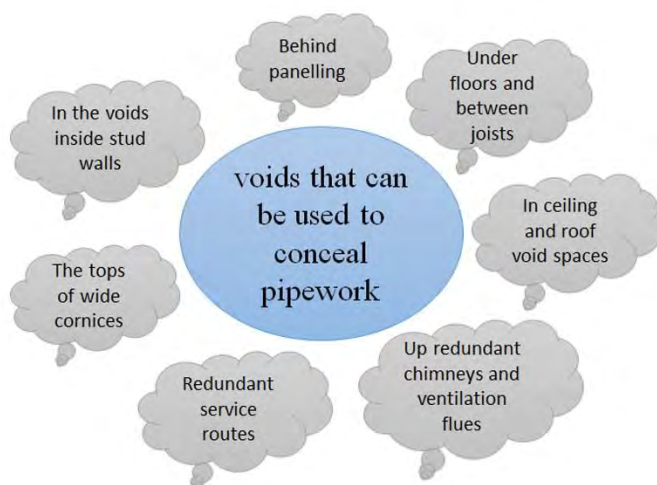 Behind
panelling
Under
floors and
between
joists
In the voids
inside stud
walls
voids that can
be used to
conceal
pipework
In ceiling
and roof
void spaces
The tops
of wide
cornices
Up redundant
chimneys and
ventilation
flues
Redundant
service
routes